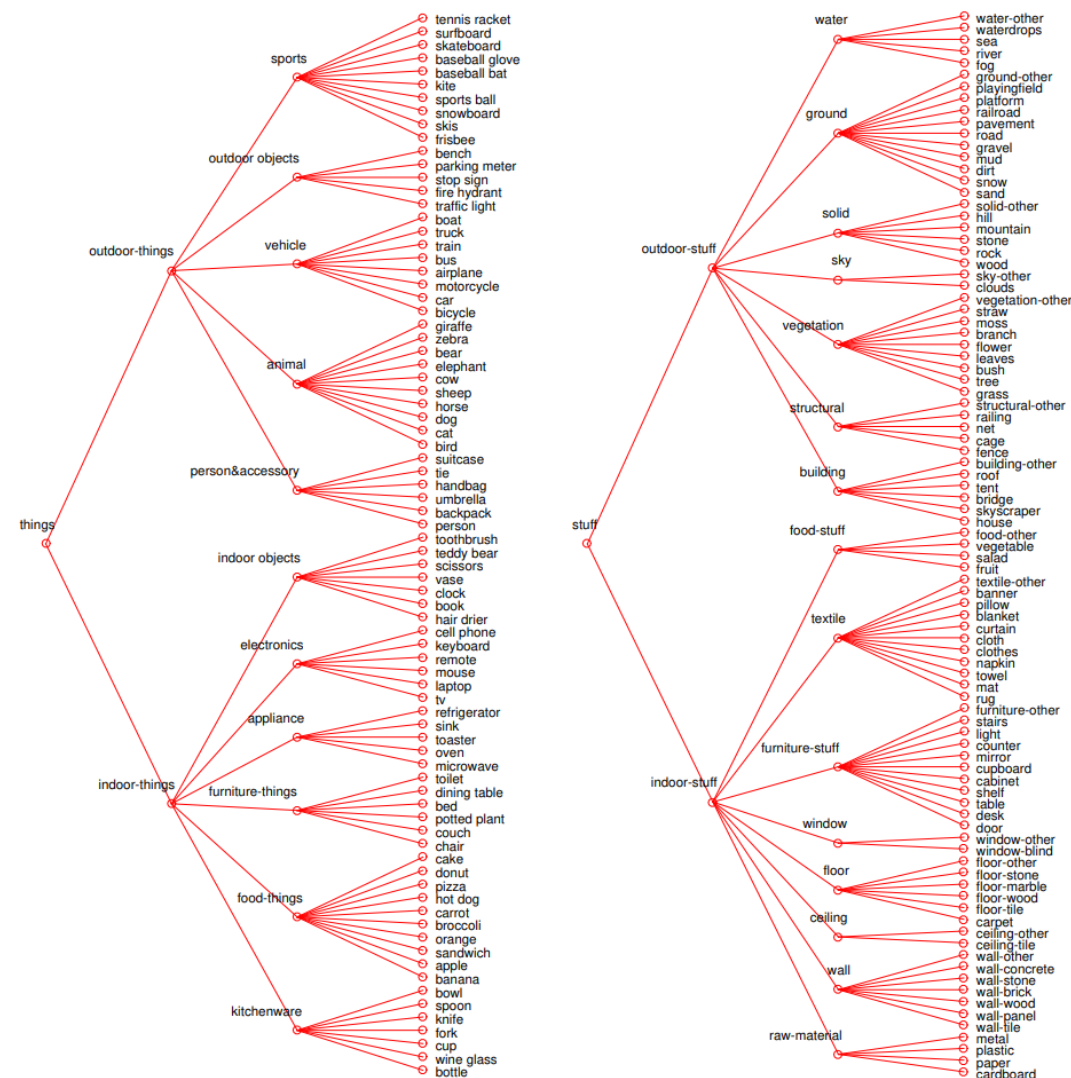 things
outdoor-things
sports
tennis racket
surfboard
skateboard
baseball glove
baseball bat
kite
sports ball
snowboard
skis
frisbee
outdoor objects
bench
parking meter
stop sign
fire hydrant
traffic light
vehicle
boat
truck
train
bus
airplane
motorcycle
car
bicycle
animal
giraffe
zebra
bear
elephant
cow
sheep
horse
dog
cat
bird
person&accessory
suitcase
tie
handbag
umbrella
backpack
person
indoor-things
indoor objects
toothbrush
teddy bear
scissors
vase
clock
book
hair drier
electronics
cell phone
keyboard
remote
mouse
laptop
tv
appliance
refrigerator
sink
toaster
oven
microwave
furniture-things
toilet
dining table
bed
potted plant
couch
chair
food-things
cake
donut
pizza
hot dog
carrot
broccoli
orange
sandwich
apple
banana
kitchenware
bowl
spoon
knife
fork
cup
wine glass
bottle
stuff
outdoor-stuff
water
water-other
waterdrops
sea
river
fog
ground
ground-other
playingfield
platform
railroad
pavement
road
gravel
mud
dirt
snow
sand
solid
solid-other
hill
mountain
stone
rock
wood
sky
sky-other
clouds
vegetation
vegetation-other
straw
moss
branch
flower
leaves
bush
tree
grass
structural
structural-other
railing
net
cage
fence
building
building-other
roof
tent
bridge
skyscraper
house
indoor-stuff
food-stuff
food-other
vegetable
salad
fruit
textile
textile-other
banner
pillow
blanket
curtain
cloth
clothes
napkin
towel
mat
rug
furniture-stuff
furniture-other
stairs
light
counter
mirror
cupboard
cabinet
shelf
table
desk
door
window
window-other
window-blind
floor
floor-other
floor-stone
floor-marble
floor-wood
floor-tile
carpet
ceiling
ceiling-other
ceiling-tile
wall
wall-other
wall-concrete
wall-stone
wall-brick
wall-wood
wall-panel
wall-tile
raw-material
metal
plastic
paper
cardboard